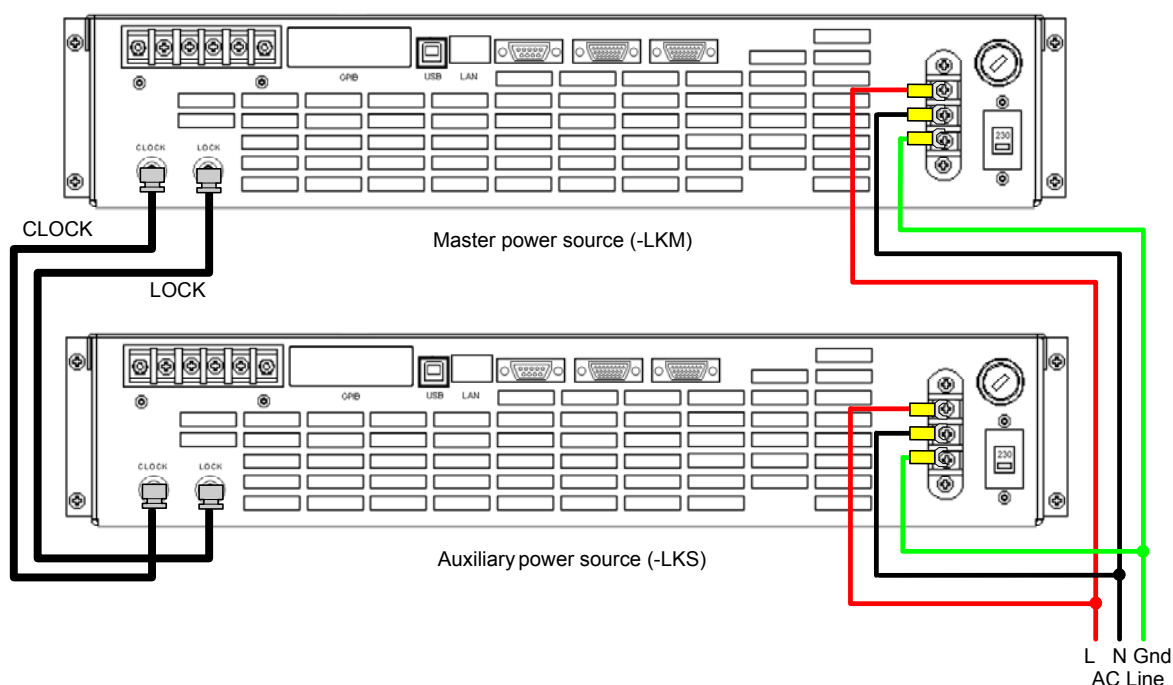 GPIB
USB
LAN
230
CLOCK
LOCK
CLOCK
Master power source (-LKM)
LOCK
GPIB
USB
LAN
230
CLOCK
LOCK
Auxiliary power source (-LKS)
L N Gnd
AC Line